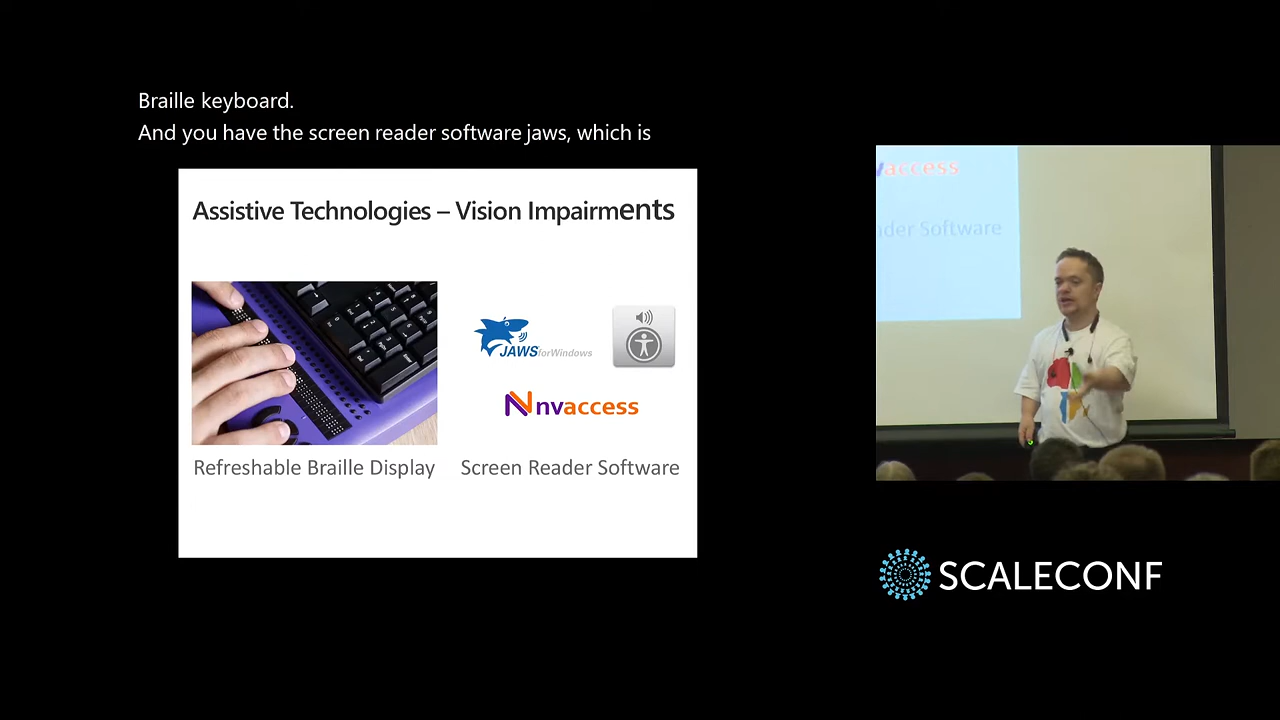 Braille keyboard.
And you have the screen reader software jaws, which is
Assistive Technologies – Vision Impairments
JAWSforWindows
nvaccess
Refreshable Braille Display
Screen Reader Software
vaccess
der Software
SCALECONF